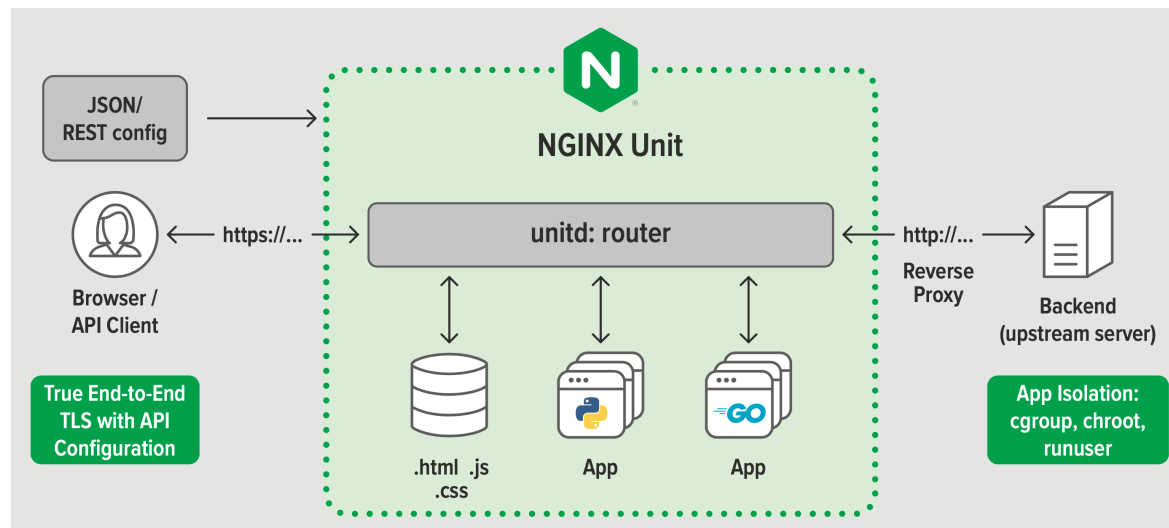 N
®
NGINX Unit
JSON/
REST config
https://...
unitd: router
http://...
Reverse
Proxy
Browser /
API Client
Backend
(upstream server)
True End-to-End
TLS with API
Configuration
GO
.html .js
.css
App
App
App Isolation:
cgroup, chroot,
runuser